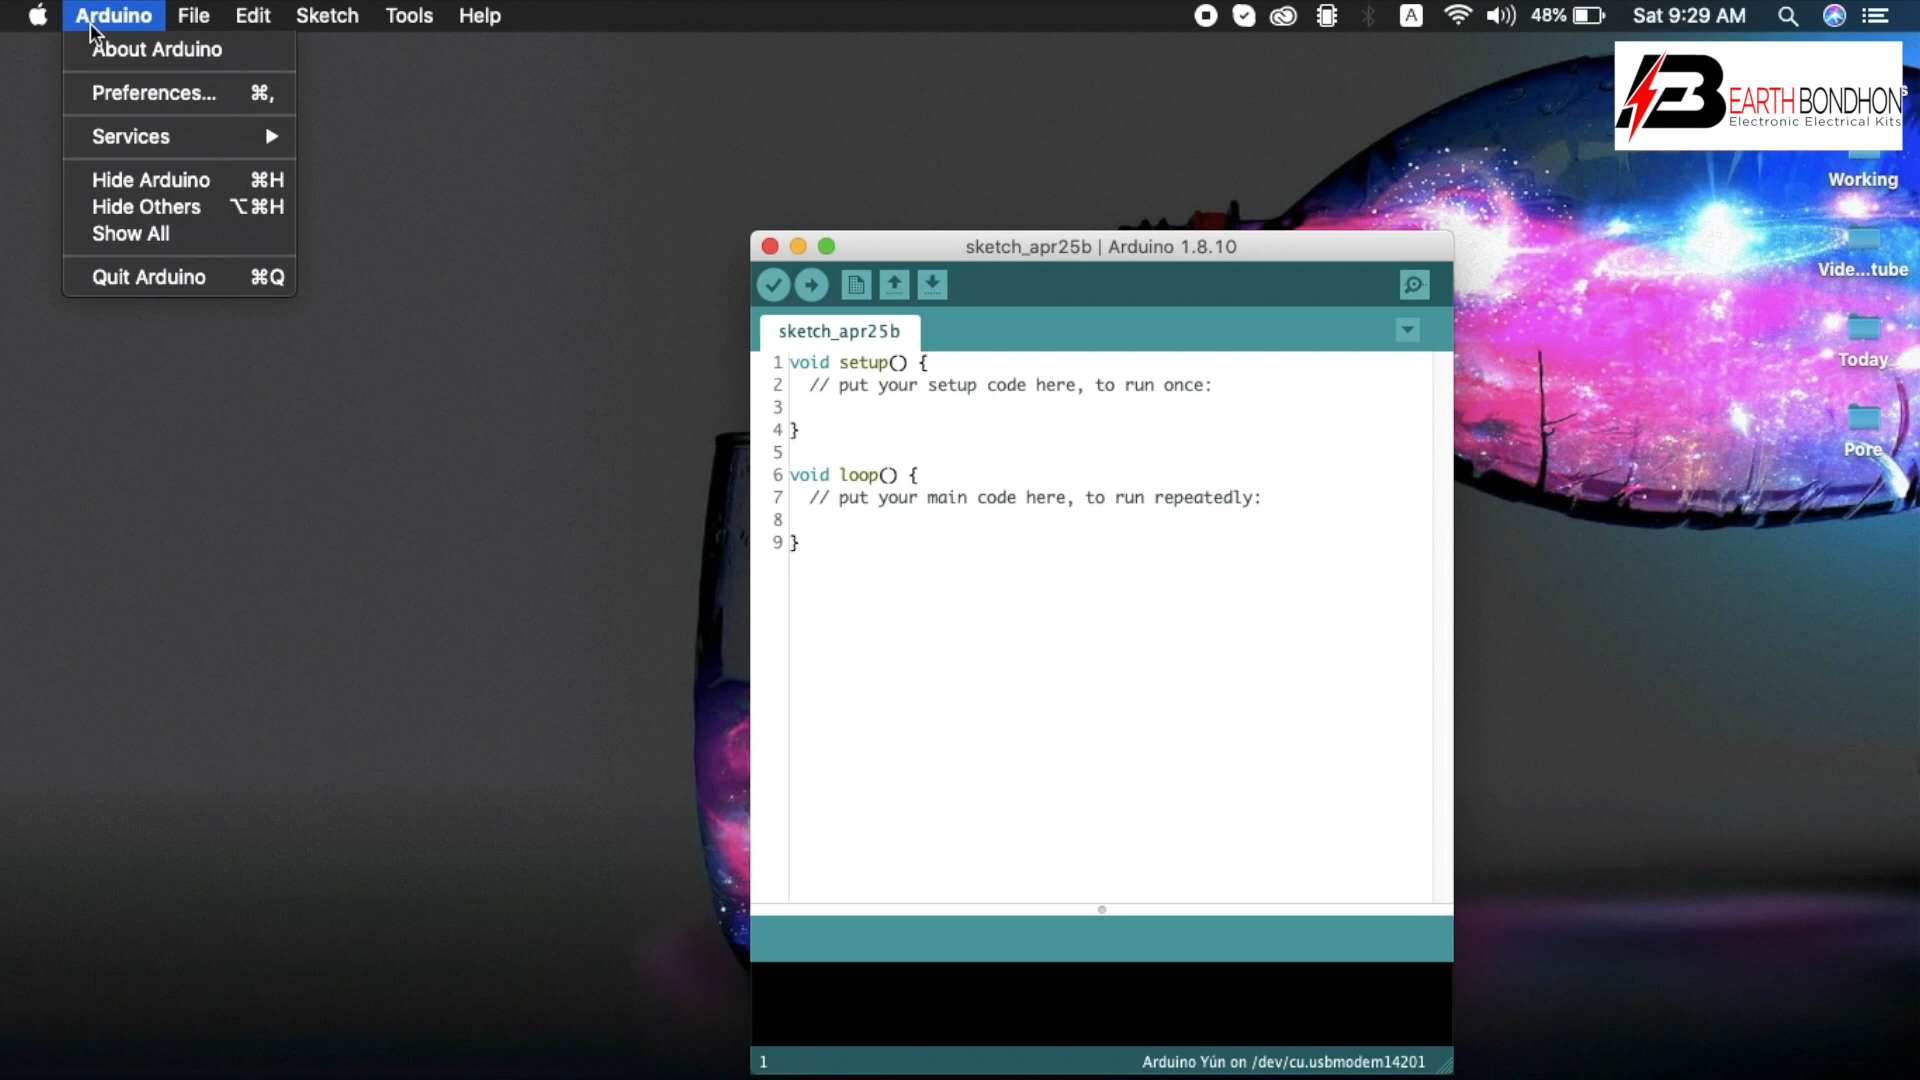 Arduino File Edit Sketch Tools Help
A 48% Sat 9:29 AM
About Arduino
Preferences... ⌘,
Services
Hide Arduino ⌘H
Hide Others ⌥⌘H
Show All
Quit Arduino ⌘Q
EARTH BONDHON
Electronic Electrical Kits
Working
Vide...tube
Today
Pore
sketch_apr25b | Arduino 1.8.10
sketch_apr25b
1 void setup() {
2 // put your setup code here, to run once:
3
4 }
5
6 void loop() {
7 // put your main code here, to run repeatedly:
8
9 }
1 Arduino Yún on /dev/cu.usbmodem14201